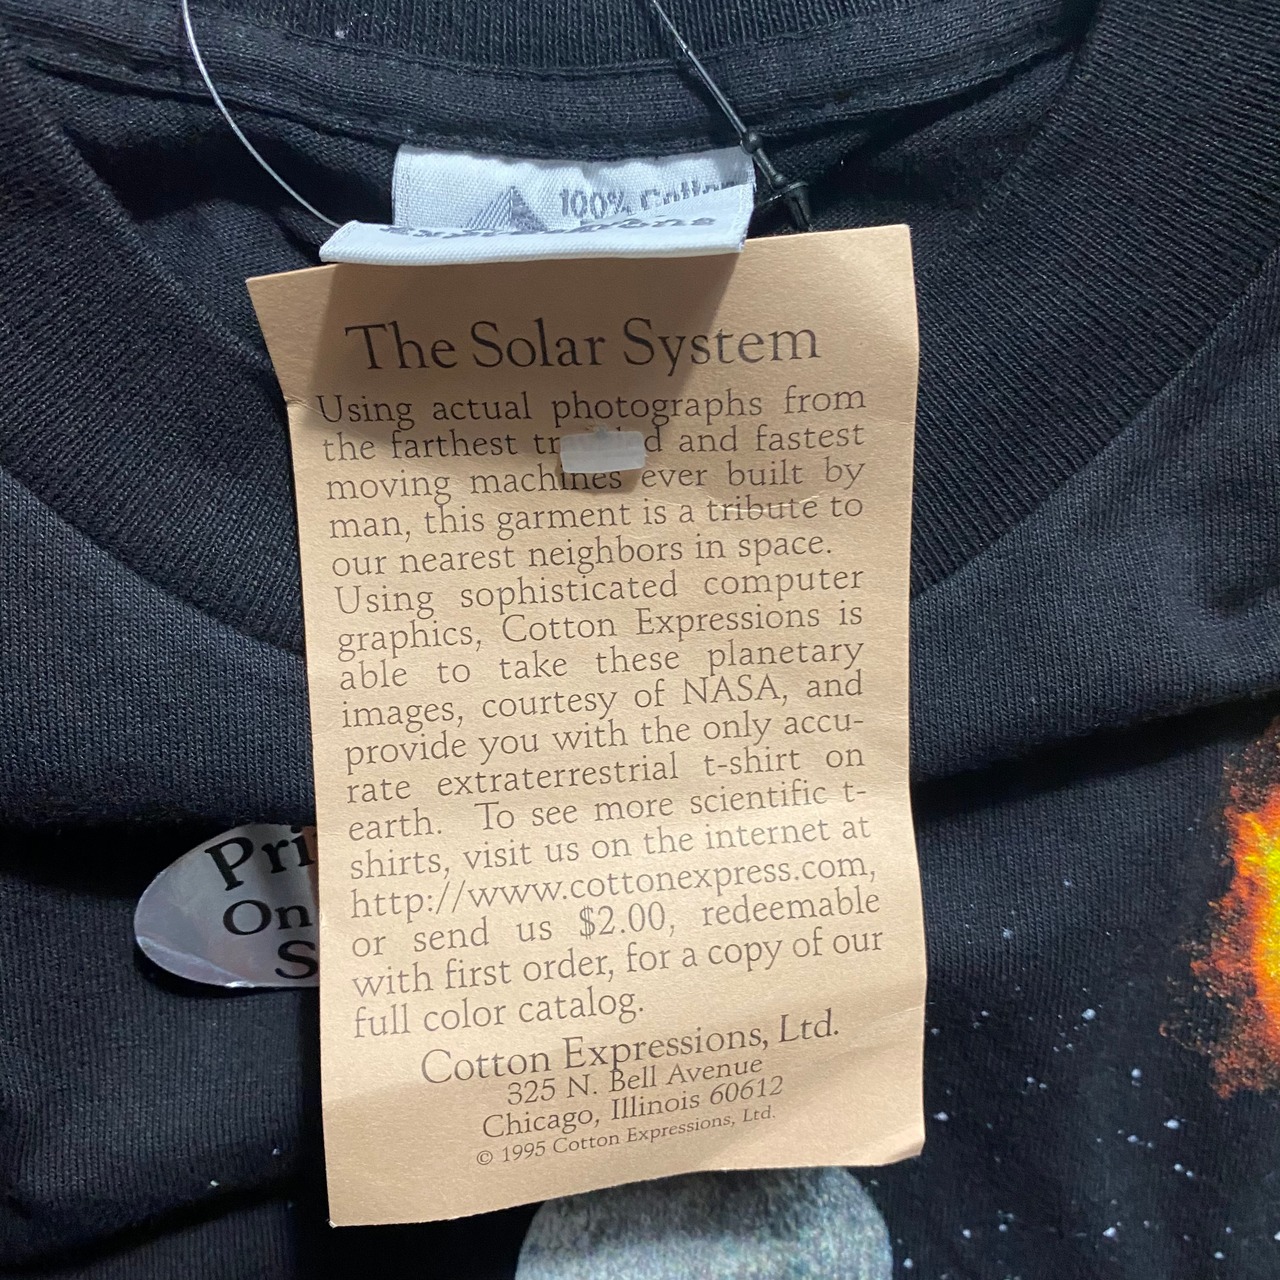 100% Cotton
The Solar System
Using actual photographs from
the farthest and fastest
moving machines ever built by
man, this garment is a tribute to
our nearest neighbors in space.
Using sophisticated computer
graphics, Cotton Expressions is
able to take these planetary
images, courtesy of NASA, and
provide you with the only accu-
rate extraterrestrial t-shirt on
earth. To see more scientific t-
shirts, visit us on the internet at
http://www.cottonexpress.com,
or send us $2.00, redeemable
with first order, for a copy of our
full color catalog.
Cotton Expressions, Ltd.
325 N. Bell Avenue
Chicago, Illinois 60612
© 1995 Cotton Expressions, Ltd.
Pri
On
S